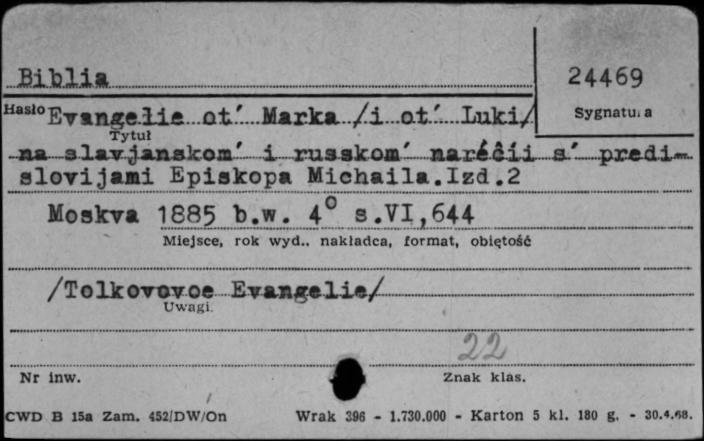 Biblia
24469
Hasło
Sygnatura
Evangelie ot′ Marka /i ot′ Luki/
Tytuł
na slavjanskom′ i russkom′ naréčii s′ predi-
slovijami Episkopa Michaila.Izd.2
Moskva 1885 b.w. 4° s.VI,644
Miejsce, rok wyd., nakładca, format, objętość
/Tolkovovoe Evangelie/
Uwagi
22
Nr inw.
Znak klas.
CWD B 15a Zam. 452/DW/On
Wrak 396 - 1.730.000 - Karton 5 kl. 180 g. - 30.4.68.